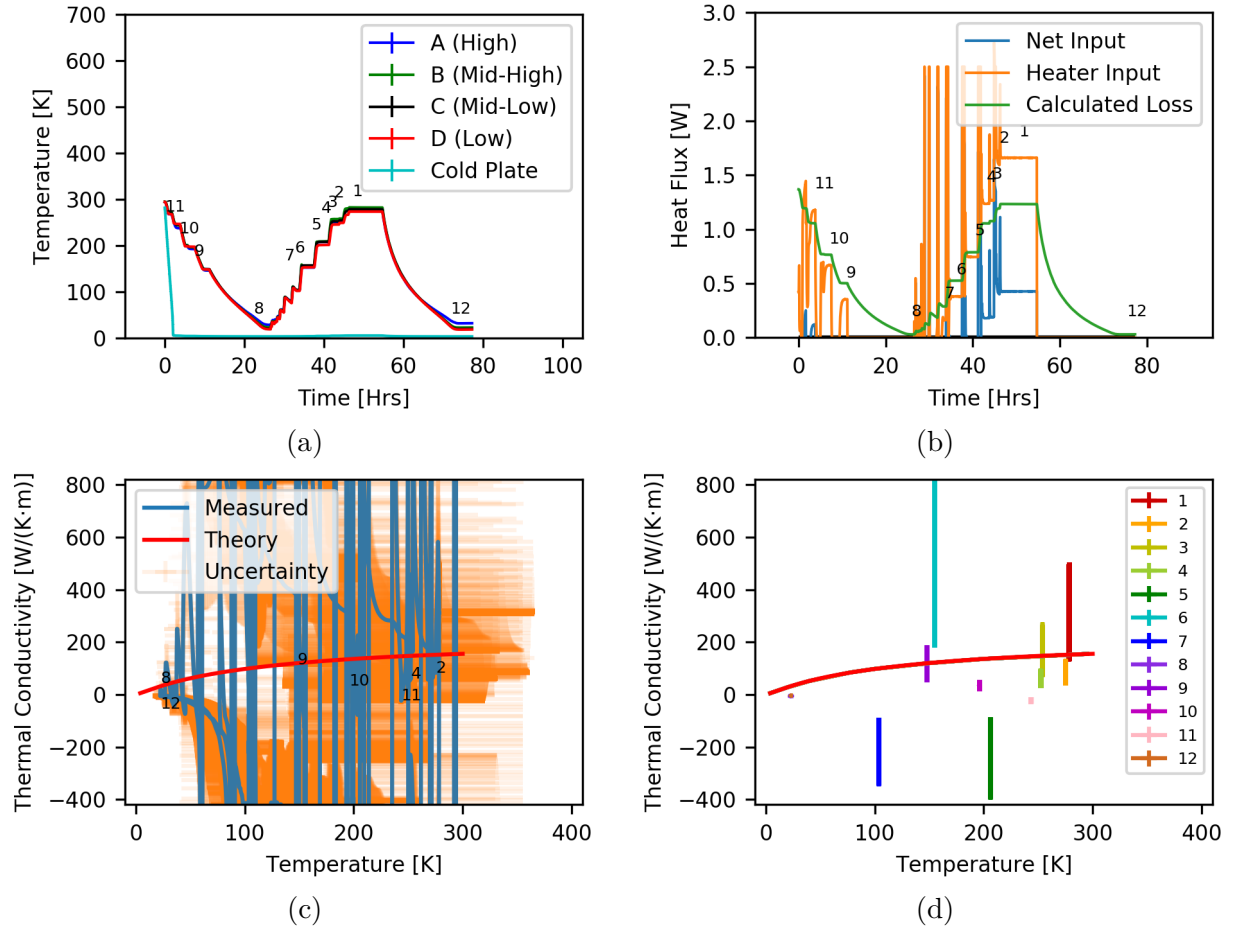 700
600
500
400
300
200
100
0
Temperature [K]
A (High)
B (Mid-High)
C (Mid-Low)
D (Low)
Cold Plate
11
10
9
8
7
6
5
4
3
2
1
12
0 20 40 60 80 100
Time [Hrs]
(a)
3.0
2.5
2.0
1.5
1.0
0.5
0.0
Heat Flux [W]
Net Input
Heater Input
Calculated Loss
11
10
9
8
7
6
5
4
3
2
1
12
0 20 40 60 80
Time [Hrs]
(b)
800
600
400
200
0
−200
−400
Thermal Conductivity [W/(K·m)]
Measured
Theory
Uncertainty
8
12
9
10
11
4
2
0 100 200 300 400
Temperature [K]
(c)
800
600
400
200
0
−200
−400
Thermal Conductivity [W/(K·m)]
1
2
3
4
5
6
7
8
9
10
11
12
0 100 200 300 400
Temperature [K]
(d)